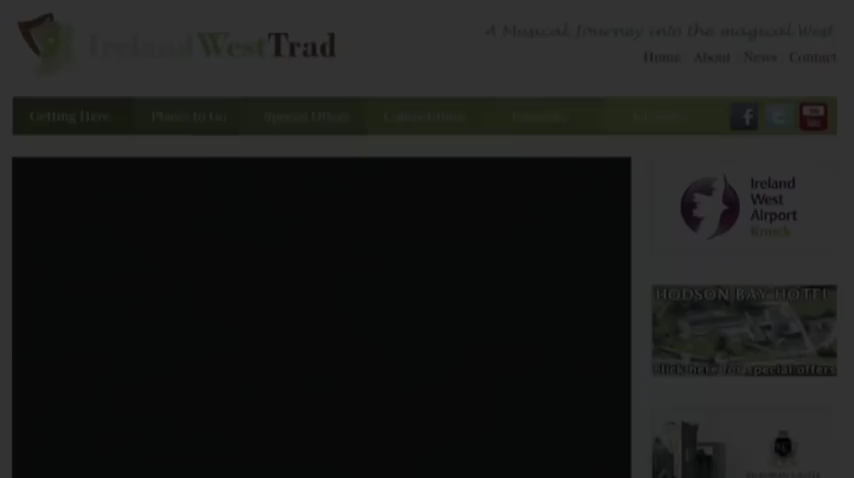 IrelandWestTrad
A Musical Journey into the magical West
Home About News Contact
Getting Here Places to Go Special Offers Competitions
Ireland
West
Airport
Knock
HODSON BAY HOTEL
Click here for special offers